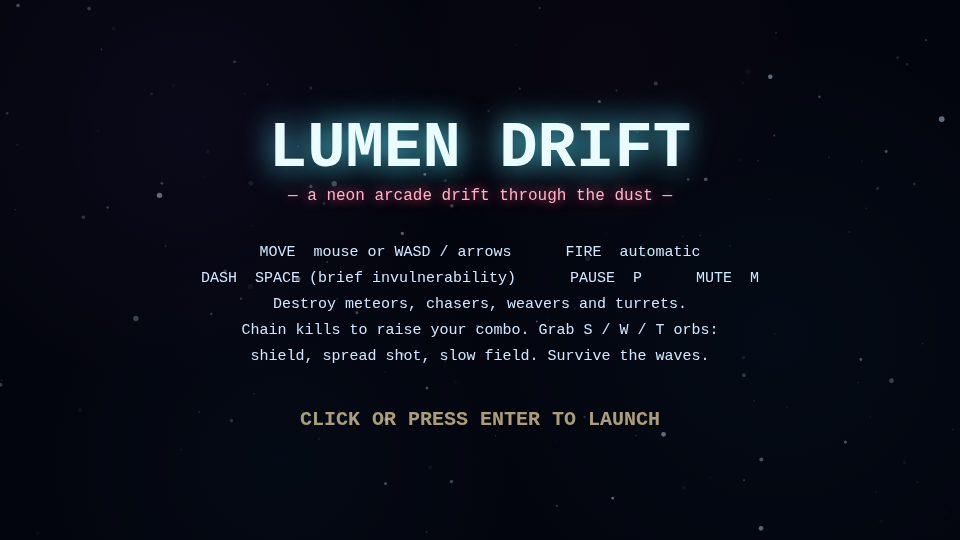 LUMEN DRIFT
— a neon arcade drift through the dust —
MOVE  mouse or WASD / arrows      FIRE  automatic
DASH  SPACE (brief invulnerability)      PAUSE  P      MUTE  M
Destroy meteors, chasers, weavers and turrets.
Chain kills to raise your combo. Grab S / W / T orbs:
shield, spread shot, slow field. Survive the waves.
CLICK OR PRESS ENTER TO LAUNCH